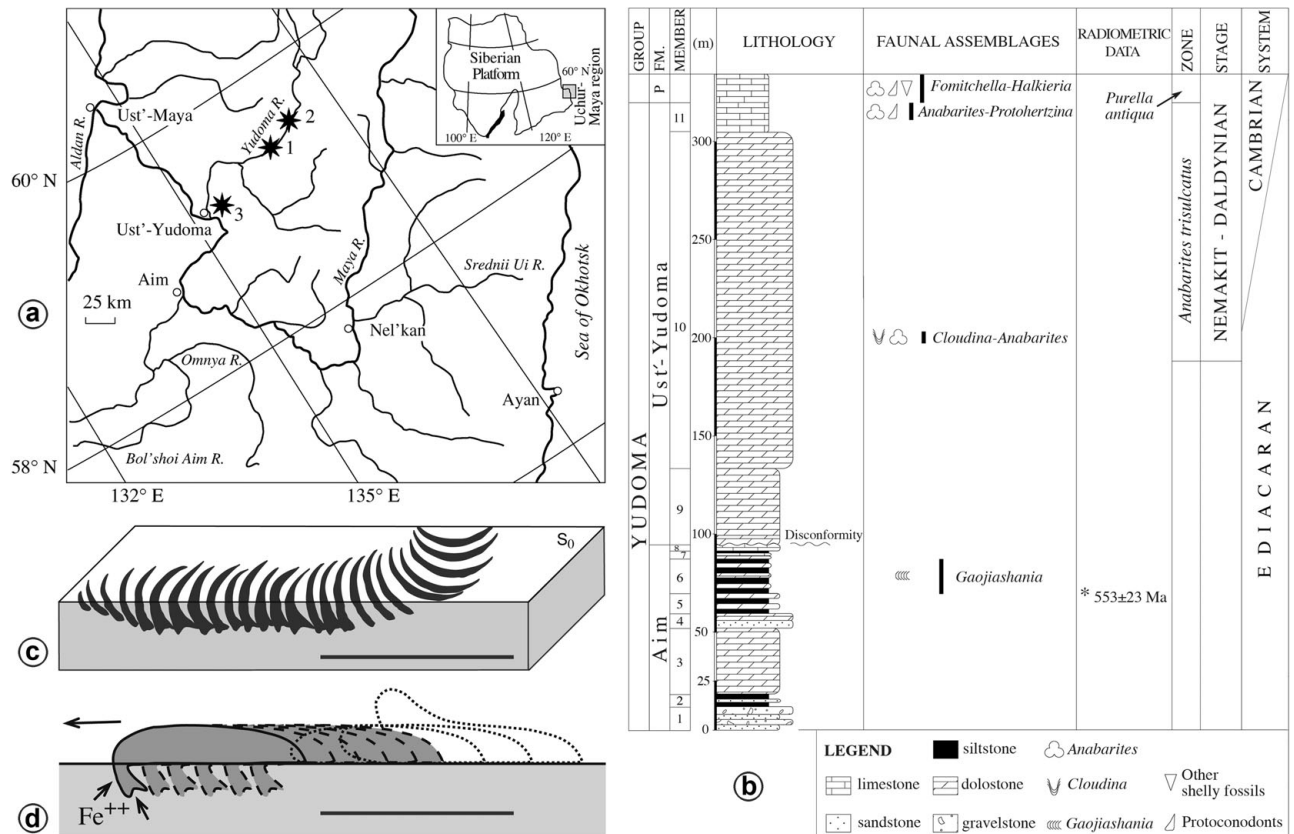 Siberian
Platform
60° N
Uchur-
Maya region
100° E
120° E
Ust'-Maya
Aldan R.
Yudoma R.
2
1
60° N
3
Ust'-Yudoma
Maya R.
Srednii Ui R.
Aim
25 km
a
Nel'kan
Sea of Okhotsk
Omnya R.
Ayan
58° N
Bol'shoi Aim R.
132° E
135° E
S0
c
d
Fe++
GROUP
FM.
MEMBER
(m)
LITHOLOGY
FAUNAL ASSEMBLAGES
RADIOMETRIC
DATA
ZONE
STAGE
SYSTEM
P
Fomitchella-Halkieria
Purella
antiqua
Anabarites-Protohertzina
11
300
CAMBRIAN
250
Anabarites trisulcatus
NEMAKIT - DALDYNIAN
Ust'-Yudoma
10
200
Cloudina-Anabarites
150
YUDOMA
EDIACARAN
9
100
Disconformity
8
7
6
Gaojiashania
5
* 553±23 Ma
4
50
Aim
3
25
2
1
0
b
LEGEND
siltstone
Anabarites
limestone
dolostone
Cloudina
Other
shelly fossils
sandstone
gravelstone
Gaojiashania
Protoconodonts